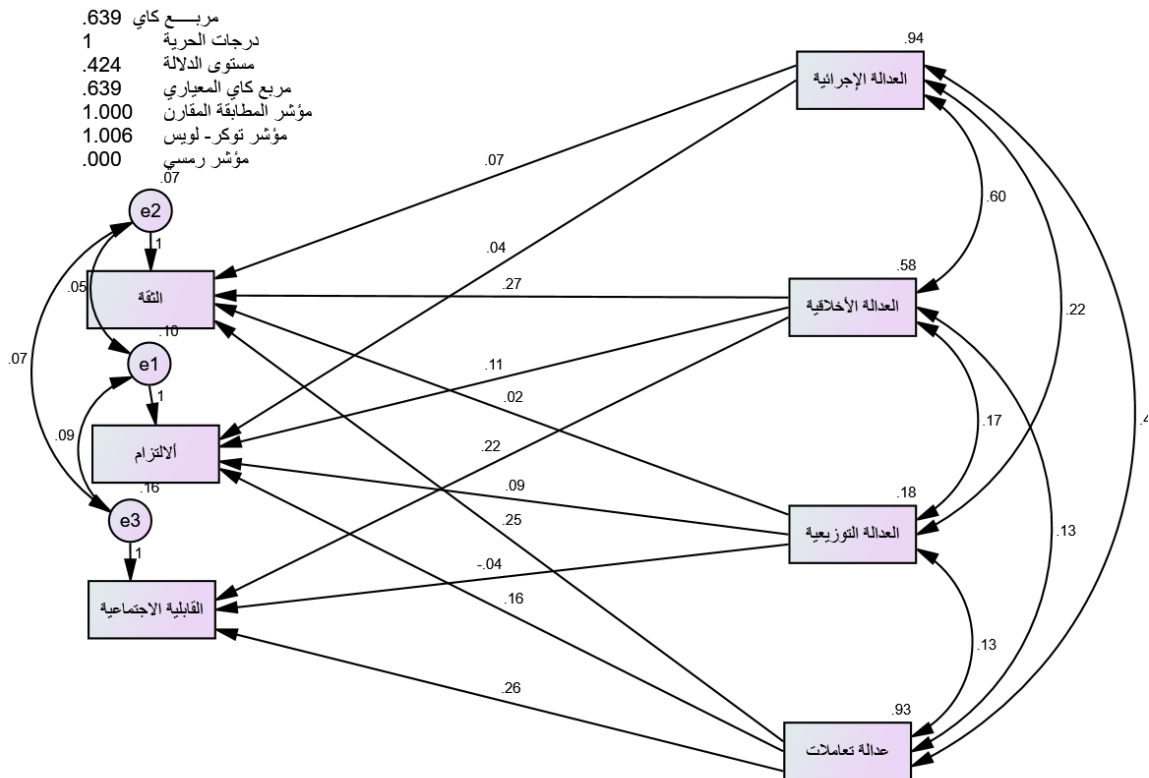 مربـــع كاي .639
درجات الحرية 1
مستوى الدلالة .424
مربع كاي المعياري .639
مؤشر المطابقة المقارن 1.000
مؤشر توكر- لويس 1.006
مؤشر رمسي .000
.94
العدالة الإجرائية
.07
e2
.07
.60
1
.04
.58
.05
الثقة
.27
العدالة الأخلاقية
.22
.10
e1
.07
.11
1
.02
.17
.09
.22
ألالتزام
.16
.09
.18
e3
.25
العدالة التوزيعية
.13
1
-.04
.16
القابلية الاجتماعية
.13
.26
.93
عدالة تعاملات